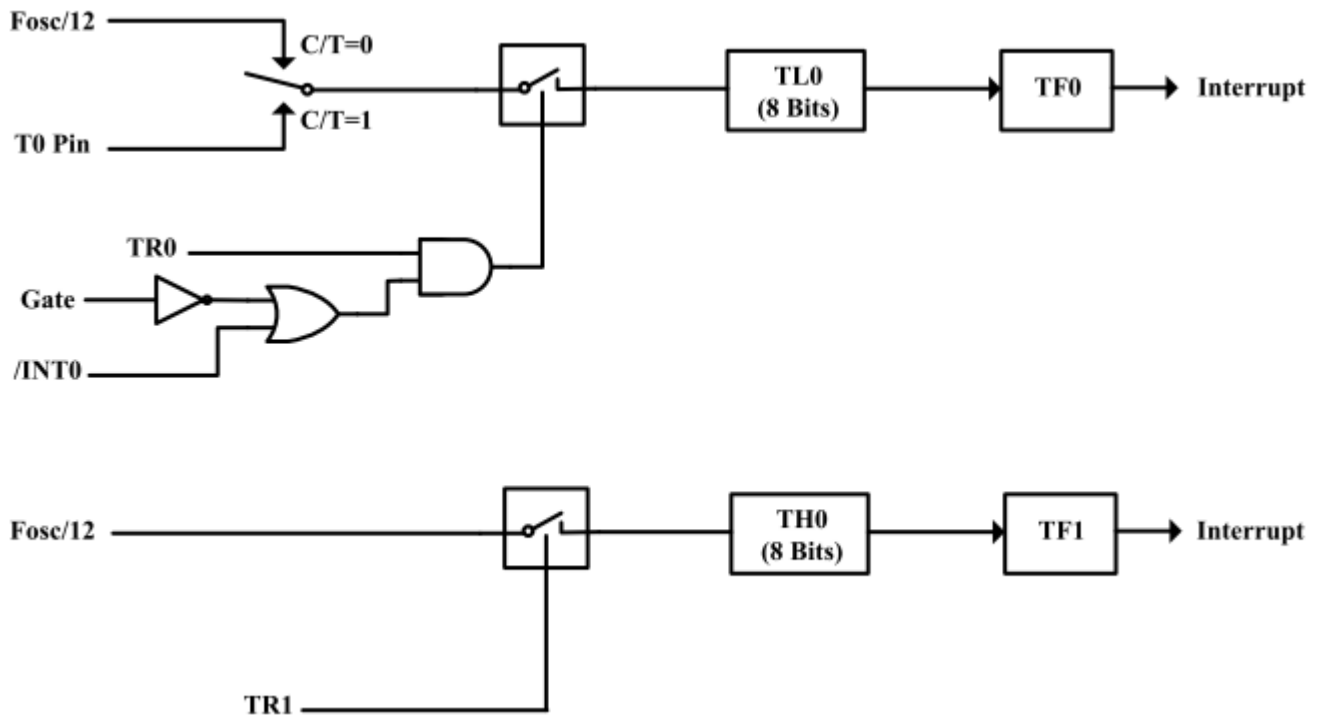 Fosc/12
C/T=0
TL0
(8 Bits)
TF0
Interrupt
C/T=1
T0 Pin
TR0
Gate
/INT0
Fosc/12
TH0
(8 Bits)
TF1
Interrupt
TR1